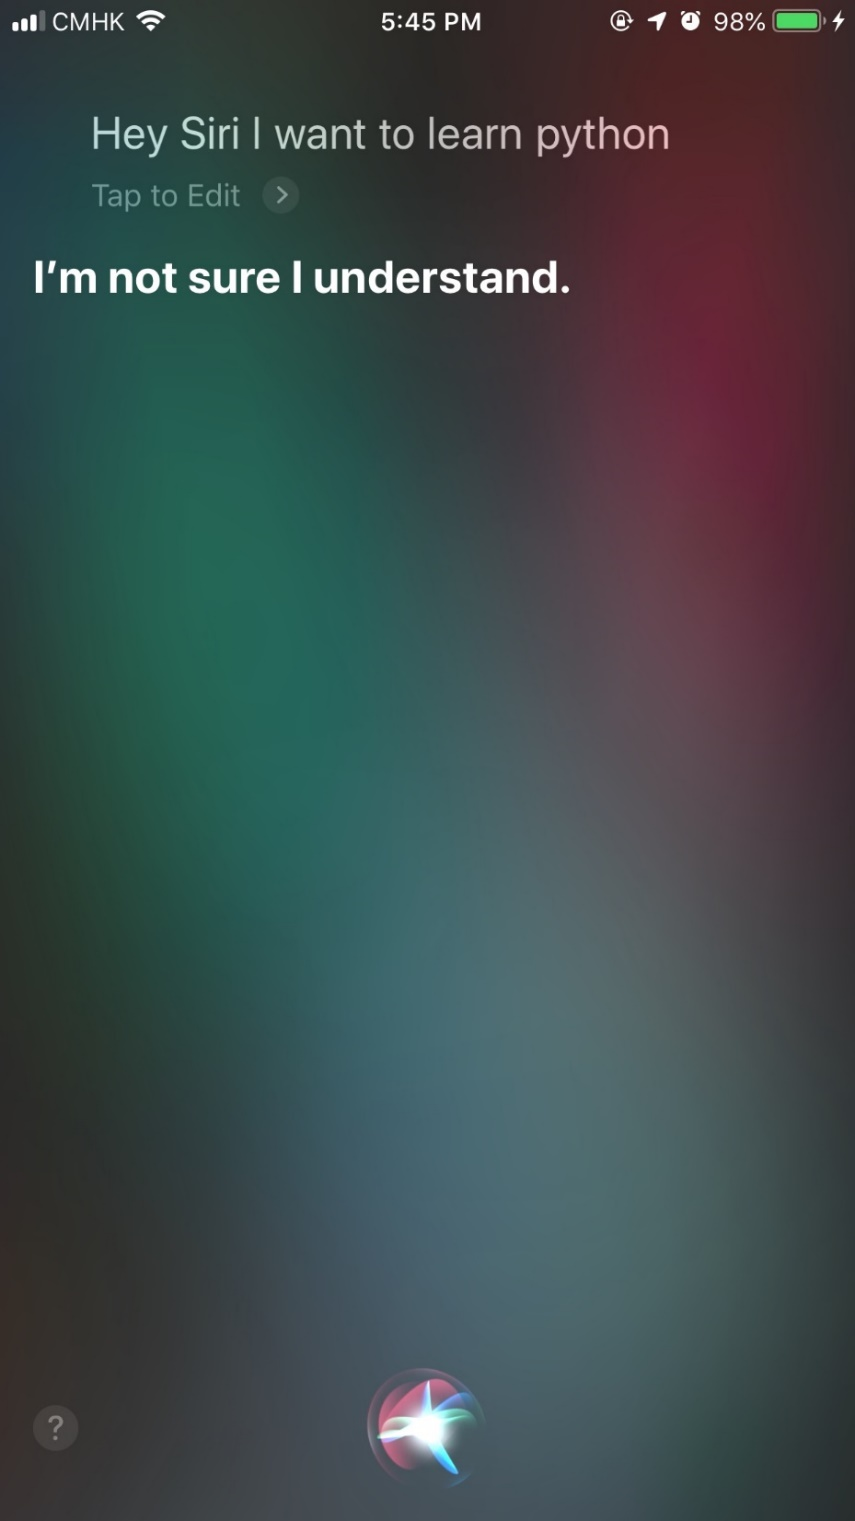 CMHK 5:45 PM 98%
Hey Siri I want to learn python
Tap to Edit >
I'm not sure I understand.
?